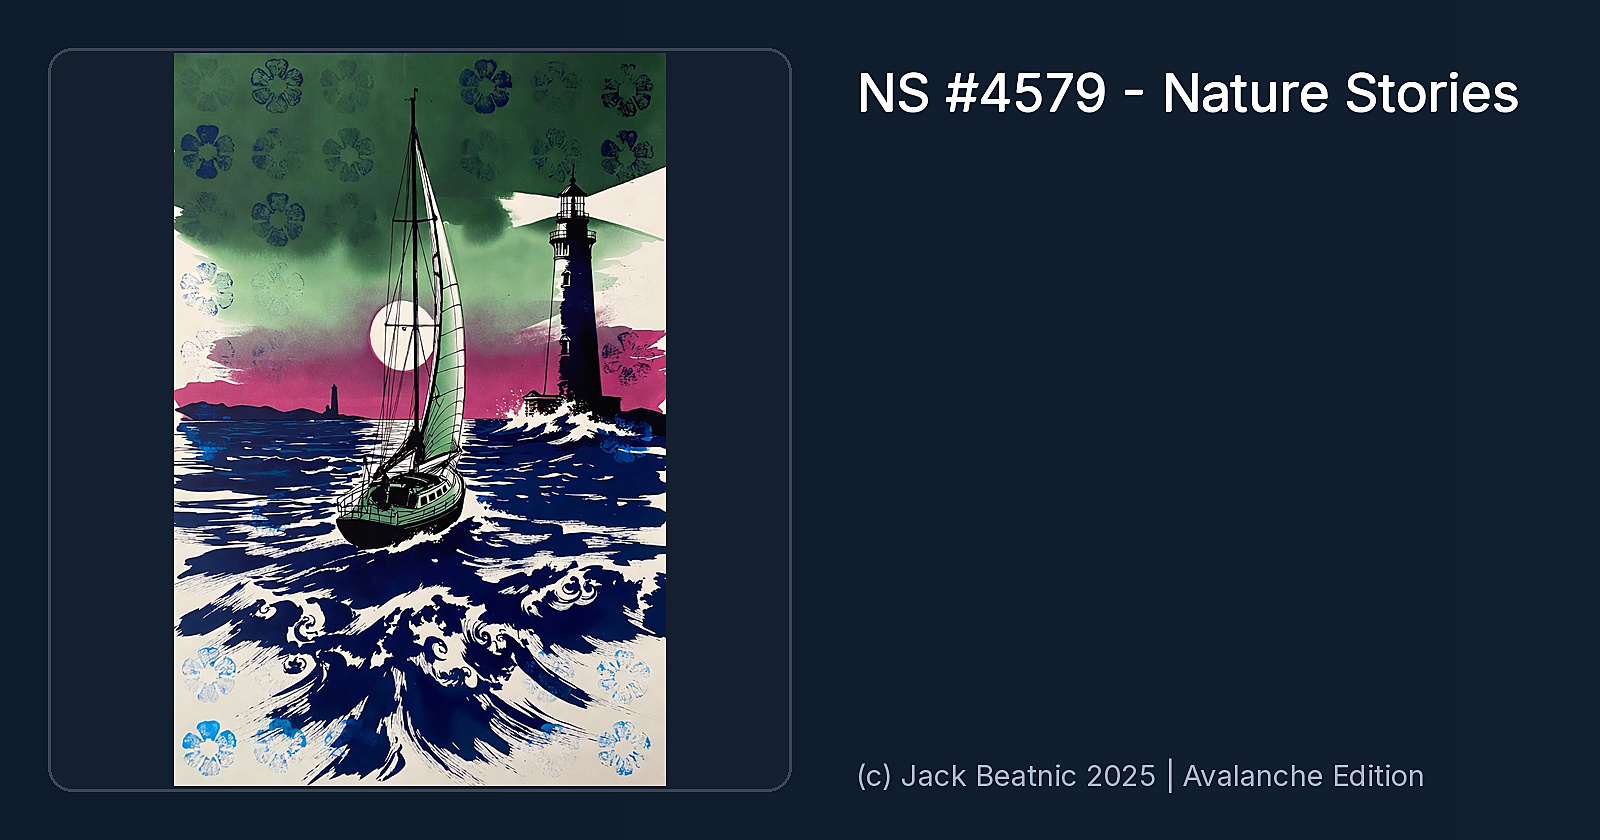 NS #4579 - Nature Stories
(c) Jack Beatnic 2025 | Avalanche Edition